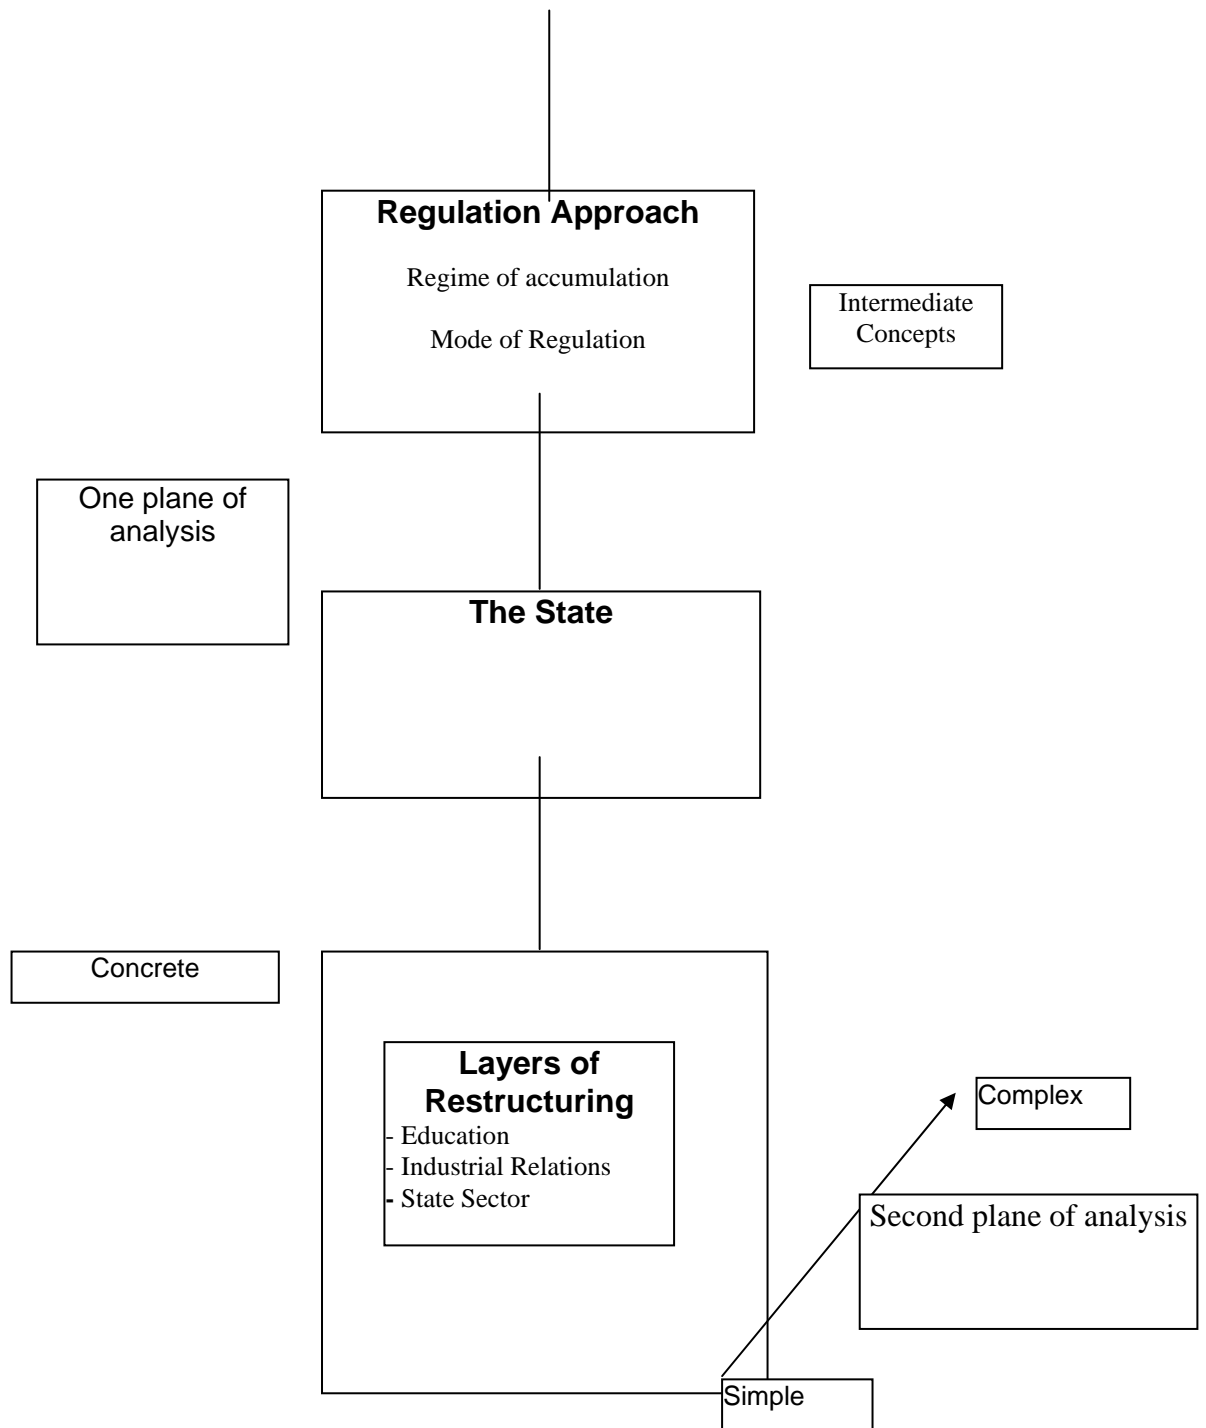 Regulation Approach
Regime of accumulation
Mode of Regulation
Intermediate
Concepts
One plane of
analysis
The State
Concrete
Layers of
Restructuring
- Education
- Industrial Relations
- State Sector
Complex
Second plane of analysis
Simple